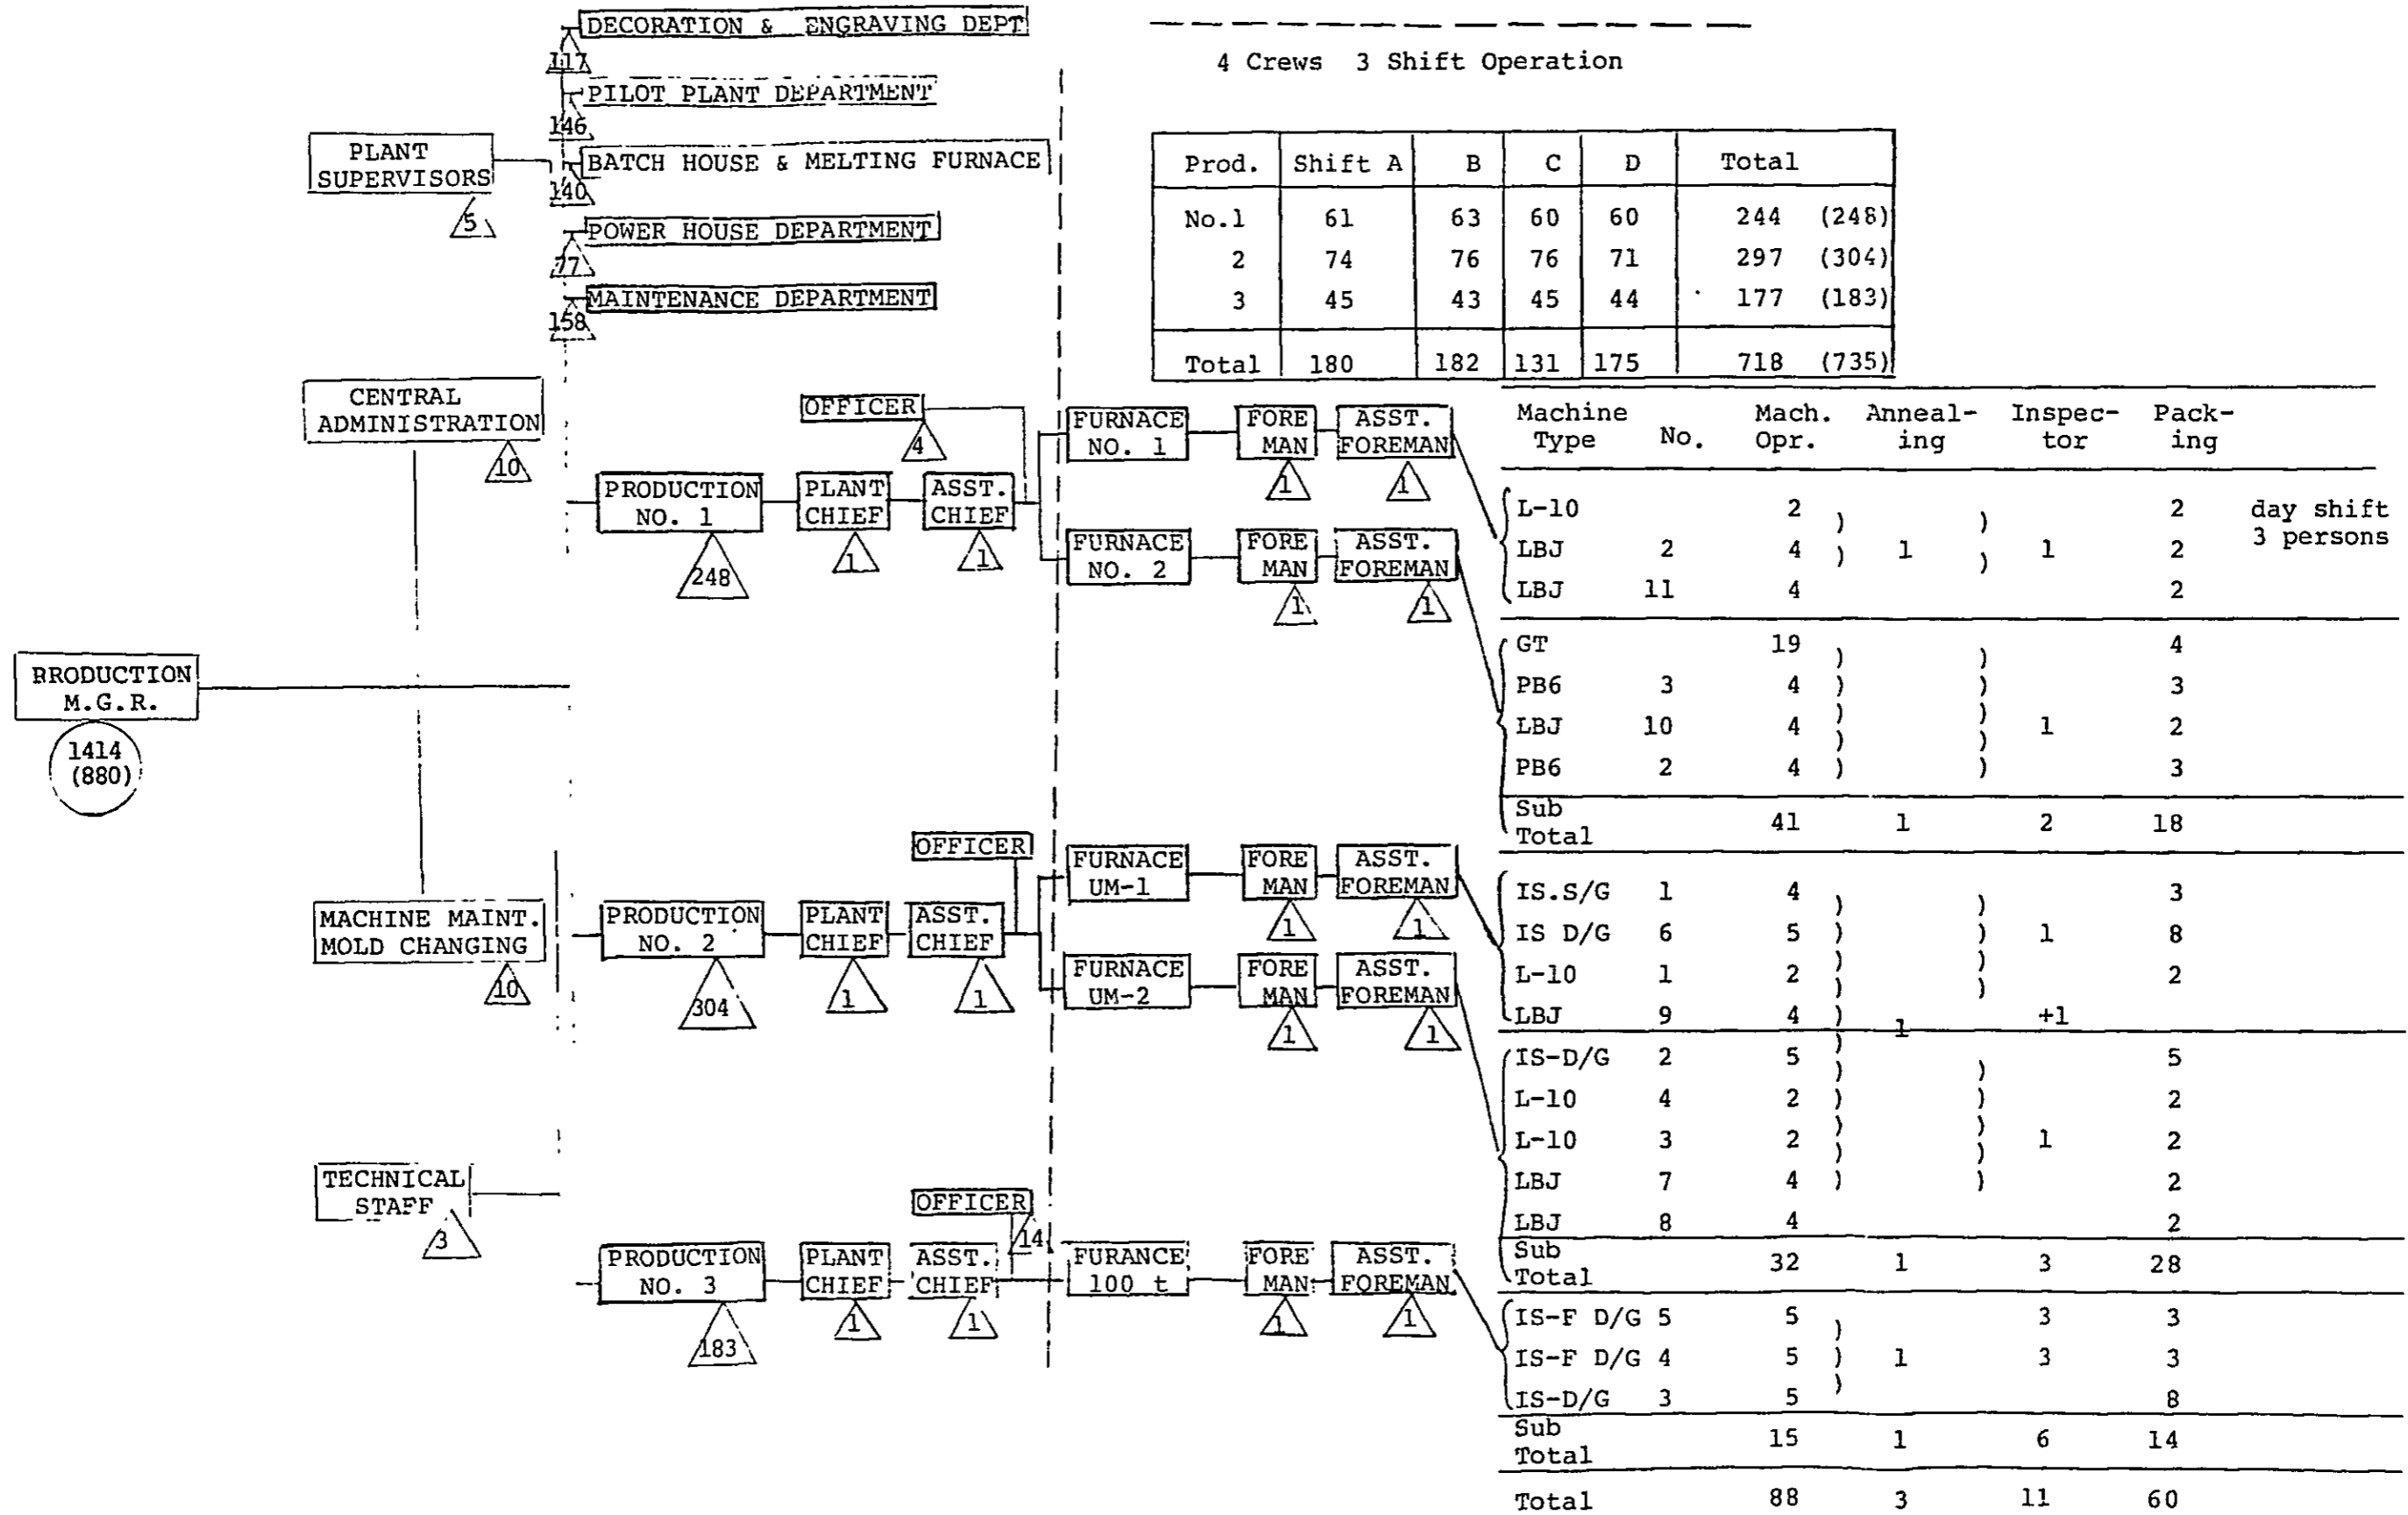 DECORATION & ENGRAVING DEPT
117
PILOT PLANT DEPARTMENT
146
BATCH HOUSE & MELTING FURNACE
140
POWER HOUSE DEPARTMENT
77
MAINTENANCE DEPARTMENT
158
PLANT
SUPERVISORS
5
4 Crews 3 Shift Operation
Prod. Shift A B C D Total
No.1 61 63 60 60 244 (248)
2 74 76 76 71 297 (304)
3 45 43 45 44 177 (183)
Total 180 182 131 175 718 (735)
CENTRAL
ADMINISTRATION
10
BRODUCTION
M.G.R.
1414
(880)
MACHINE MAINT.
MOLD CHANGING
10
TECHNICAL
STAFF
3
OFFICER
4
PRODUCTION
NO. 1
248
PLANT
CHIEF
1
ASST.
CHIEF
1
FURNACE
NO. 1
FORE
MAN
1
ASST.
FOREMAN
1
FURNACE
NO. 2
FORE
MAN
1
ASST.
FOREMAN
1
OFFICER
PRODUCTION
NO. 2
304
PLANT
CHIEF
1
ASST.
CHIEF
1
FURNACE
UM-1
FORE
MAN
1
ASST.
FOREMAN
1
FURNACE
UM-2
FORE
MAN
1
ASST.
FOREMAN
1
OFFICER
14
PRODUCTION
NO. 3
183
PLANT
CHIEF
1
ASST.
CHIEF
1
FURANCE
100 t
FORE
MAN
1
ASST.
FOREMAN
1
Machine Mach. Anneal- Inspec- Pack-
Type No. Opr. ing tor ing
L-10 2 ) ) 2 day shift
LBJ 2 4 ) 1 ) 1 2 3 persons
LBJ 11 4 2
GT 19 ) ) 4
PB6 3 4 ) ) 3
LBJ 10 4 ) ) 1 2
PB6 2 4 ) ) 3
Sub
Total 41 1 2 18
IS.S/G 1 4 ) ) 3
IS D/G 6 5 ) ) 1 8
L-10 1 2 ) ) 2
LBJ 9 4 ) 1 +1
IS-D/G 2 5 ) ) 5
L-10 4 2 ) ) 2
L-10 3 2 ) ) 1 2
LBJ 7 4 ) ) 2
LBJ 8 4 2
Sub
Total 32 1 3 28
IS-F D/G 5 5 ) 3 3
IS-F D/G 4 5 ) 1 3 3
IS-D/G 3 5 ) 8
Sub
Total 15 1 6 14
Total 88 3 11 60